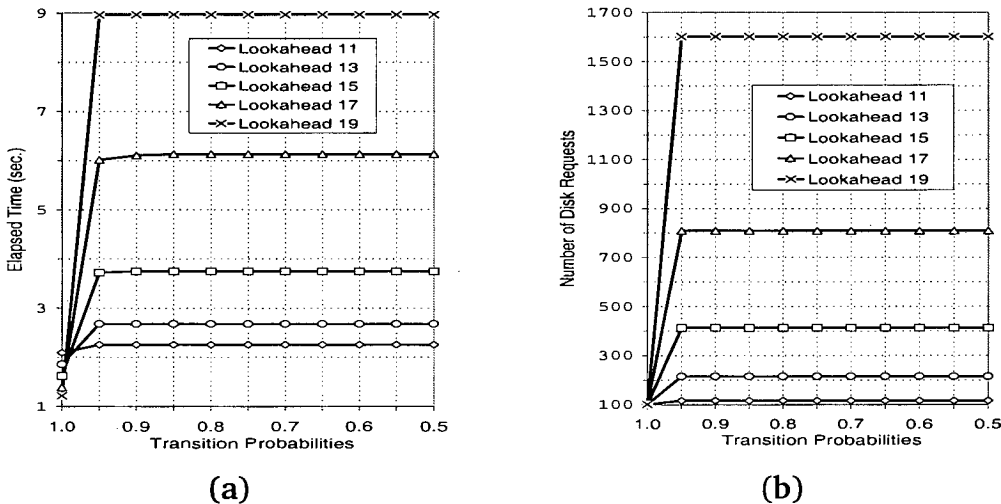 9
7
5
3
1
Elapsed Time (sec.)
Lookahead 11
Lookahead 13
Lookahead 15
Lookahead 17
Lookahead 19
1.0 0.9 0.8 0.7 0.6 0.5
Transition Probabilities
(a)
1700
1500
1300
1100
900
700
500
300
100
Number of Disk Requests
Lookahead 11
Lookahead 13
Lookahead 15
Lookahead 17
Lookahead 19
1.0 0.9 0.8 0.7 0.6 0.5
Transition Probabilities
(b)